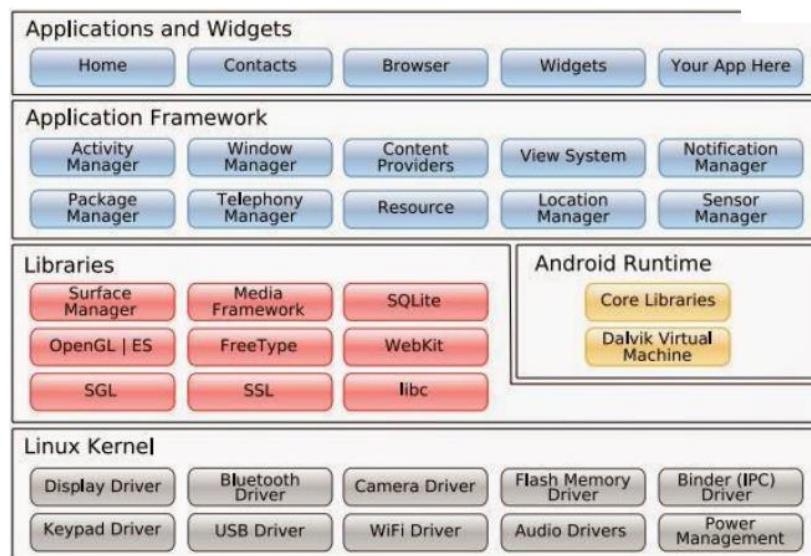 Applications and Widgets
Home Contacts Browser Widgets Your App Here
Application Framework
Activity Manager Window Manager Content Providers View System Notification Manager
Package Manager Telephony Manager Resource Location Manager Sensor Manager
Libraries
Surface Manager Media Framework SQLite
OpenGL | ES FreeType WebKit
SGL SSL libc
Android Runtime
Core Libraries
Dalvik Virtual Machine
Linux Kernel
Display Driver Bluetooth Driver Camera Driver Flash Memory Driver Binder (IPC) Driver
Keypad Driver USB Driver WiFi Driver Audio Drivers Power Management